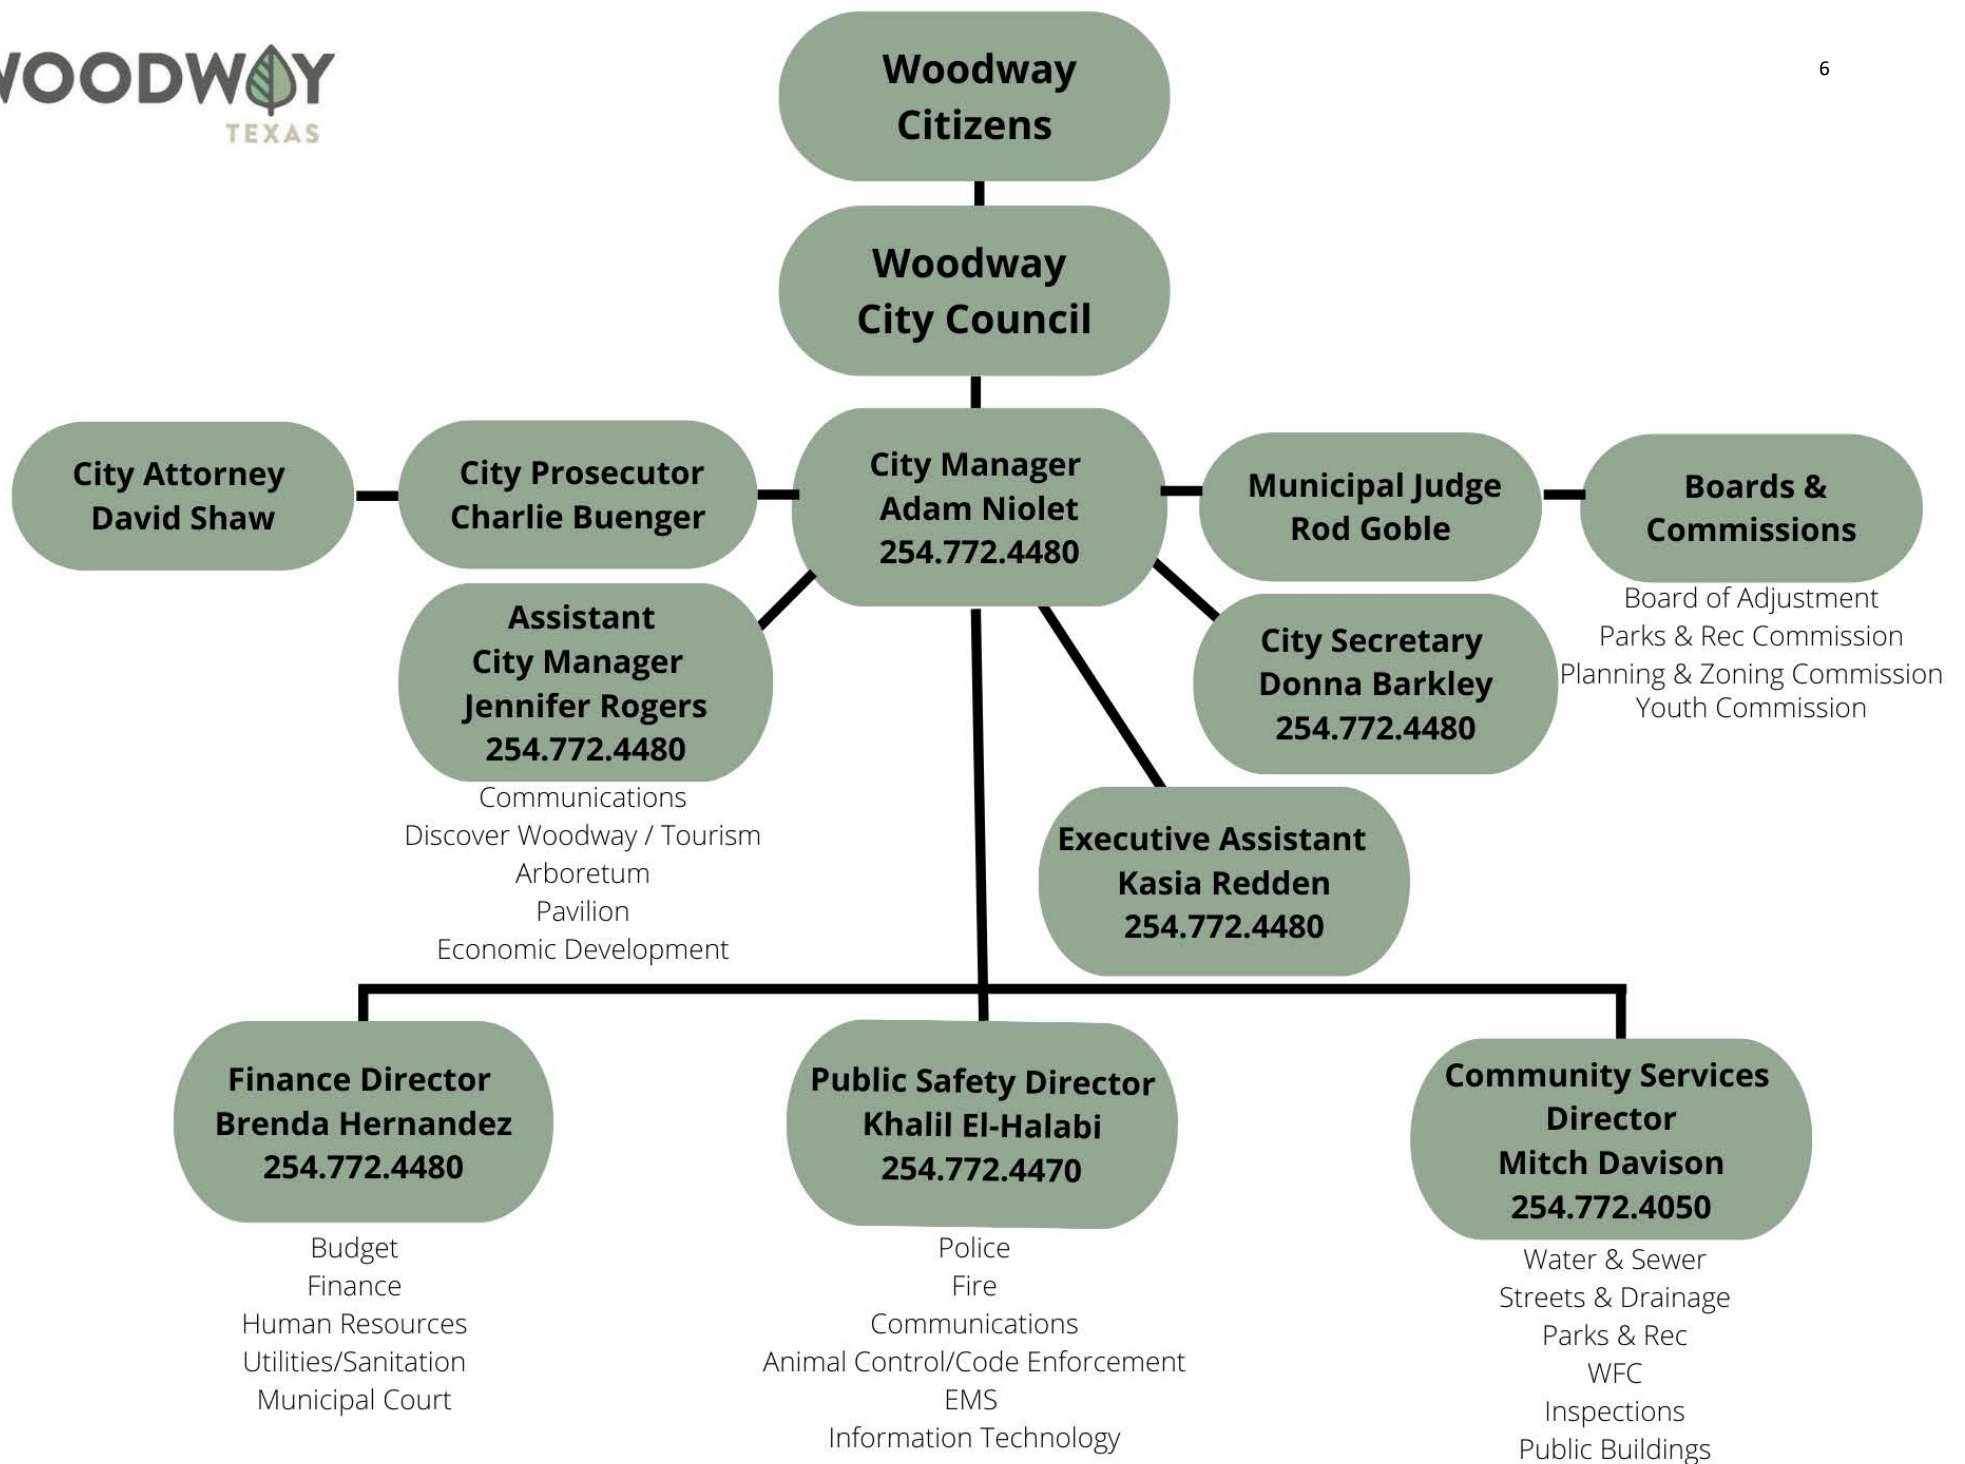 WOODWAY
TEXAS
6
Woodway
Citizens
Woodway
City Council
City Attorney
David Shaw
City Prosecutor
Charlie Buenger
City Manager
Adam Niolet
254.772.4480
Municipal Judge
Rod Goble
Boards &
Commissions
Board of Adjustment
Parks & Rec Commission
Planning & Zoning Commission
Youth Commission
Assistant
City Manager
Jennifer Rogers
254.772.4480
Communications
Discover Woodway / Tourism
Arboretum
Pavilion
Economic Development
City Secretary
Donna Barkley
254.772.4480
Executive Assistant
Kasia Redden
254.772.4480
Finance Director
Brenda Hernandez
254.772.4480
Budget
Finance
Human Resources
Utilities/Sanitation
Municipal Court
Public Safety Director
Khalil El-Halabi
254.772.4470
Police
Fire
Communications
Animal Control/Code Enforcement
EMS
Information Technology
Community Services
Director
Mitch Davison
254.772.4050
Water & Sewer
Streets & Drainage
Parks & Rec
WFC
Inspections
Public Buildings